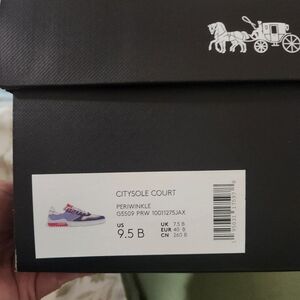 CITYSOLE COURT
PERIWINKLE
G5509 PRW 10011275JAX
US
9.5 B
UK 7.5 B
EUR 40 B
CN 260 B